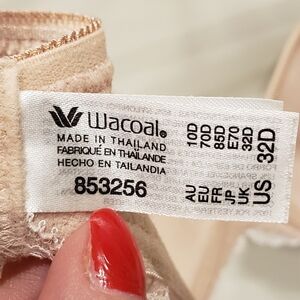 Wacoal®
MADE IN THAILAND
FABRIQUÉ EN THAÏLANDE
HECHO EN TAILANDIA
853256
AU 10D
EU 70D
FR 85D
JP E70
UK 32D
US 32D